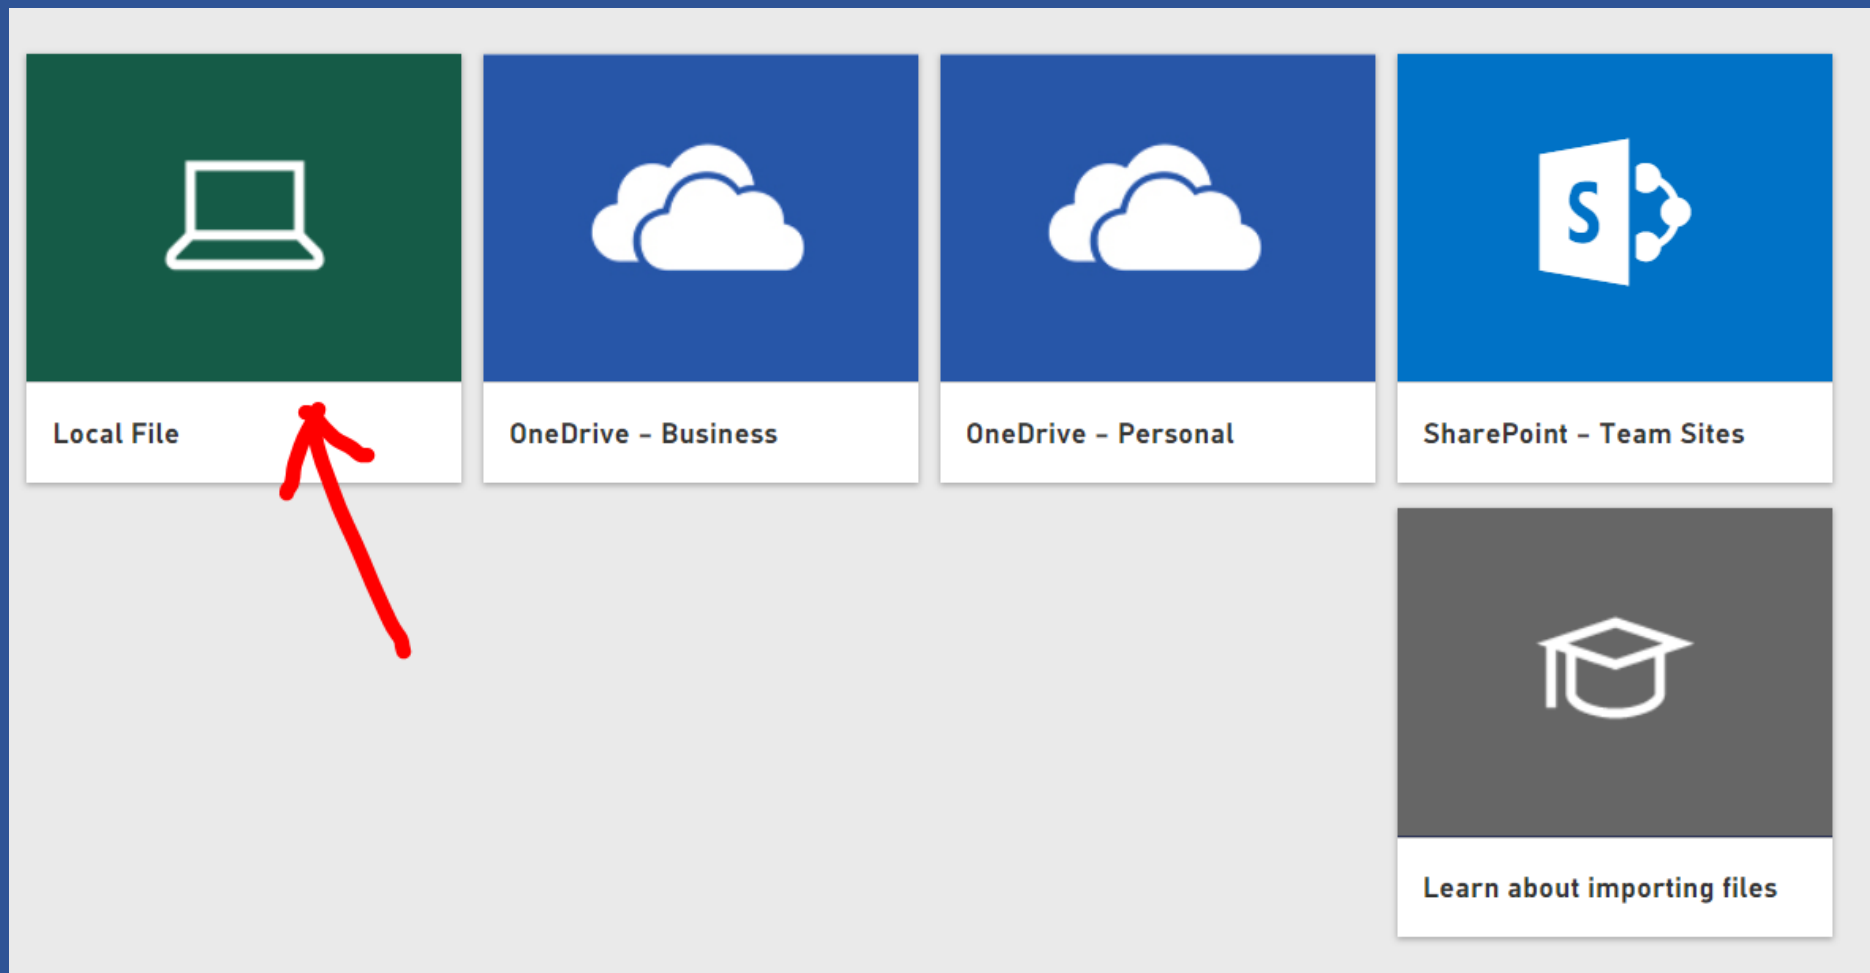 Local File
OneDrive – Business
OneDrive – Personal
S
SharePoint – Team Sites
Learn about importing files